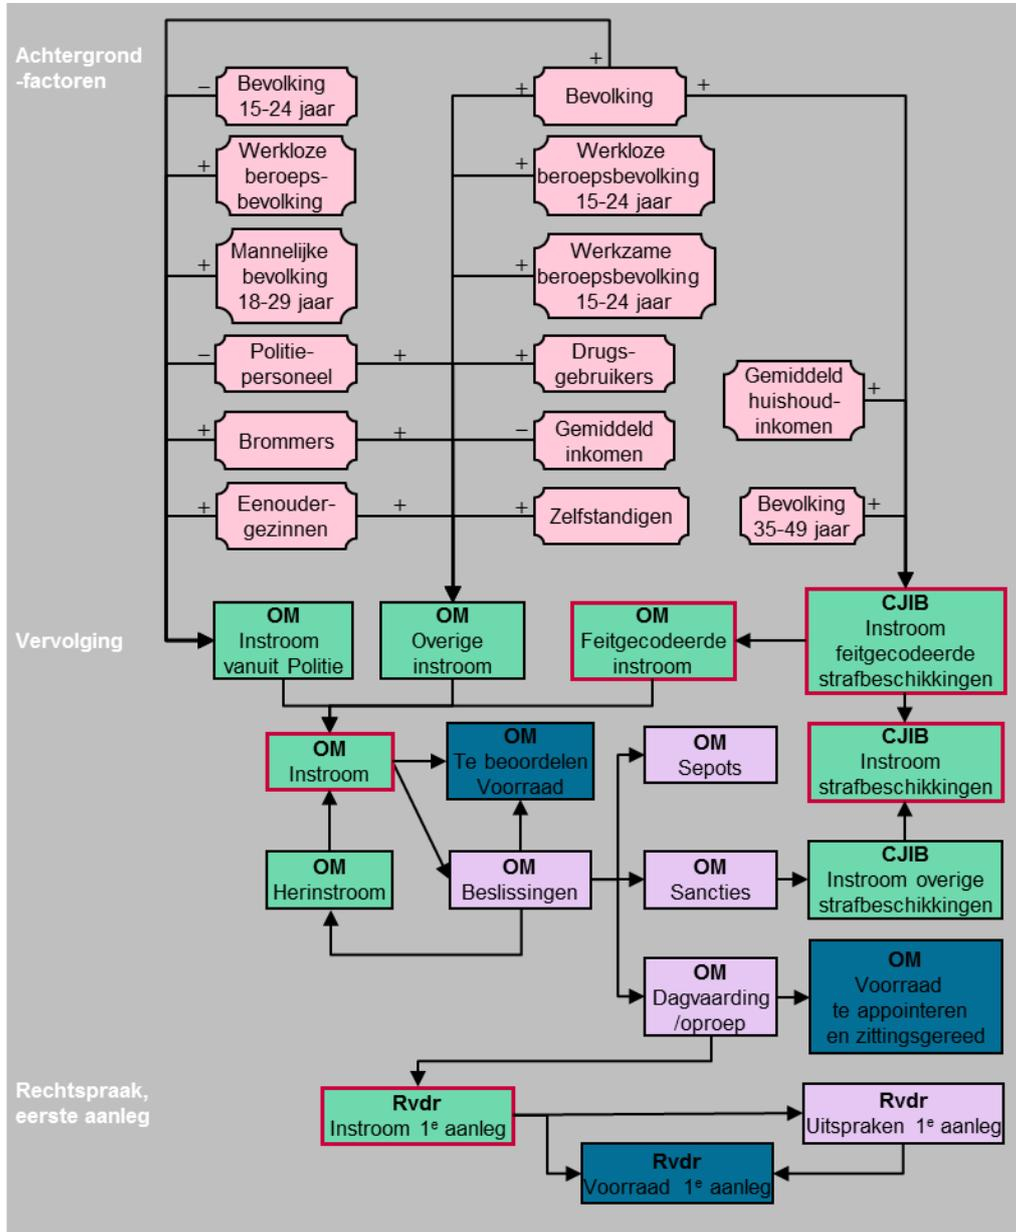 Achtergrond
-factoren
+
−
Bevolking
15-24 jaar
+
Bevolking
+
+
Werkloze
beroeps-
bevolking
+
Werkloze
beroepsbevolking
15-24 jaar
+
Mannelijke
bevolking
18-29 jaar
+
Werkzame
beroepsbevolking
15-24 jaar
−
Politie-
personeel
+
+
Drugs-
gebruikers
Gemiddeld
huishoud-
inkomen
+
+
Brommers
+
−
Gemiddeld
inkomen
+
Eenouder-
gezinnen
+
+
Zelfstandigen
Bevolking
35-49 jaar
+
Vervolging
OM
Instroom
vanuit Politie
OM
Overige
instroom
OM
Feitgecodeerde
instroom
CJIB
Instroom
feitgecodeerde
strafbeschikkingen
OM
Instroom
OM
Te beoordelen
Voorraad
OM
Sepots
CJIB
Instroom
strafbeschikkingen
OM
Herinstroom
OM
Beslissingen
OM
Sancties
CJIB
Instroom overige
strafbeschikkingen
OM
Dagvaarding
/oproep
OM
Voorraad
te appointeren
en zittingsgereed
Rechtspraak,
eerste aanleg
Rvdr
Instroom 1e aanleg
Rvdr
Uitspraken 1e aanleg
Rvdr
Voorraad 1e aanleg